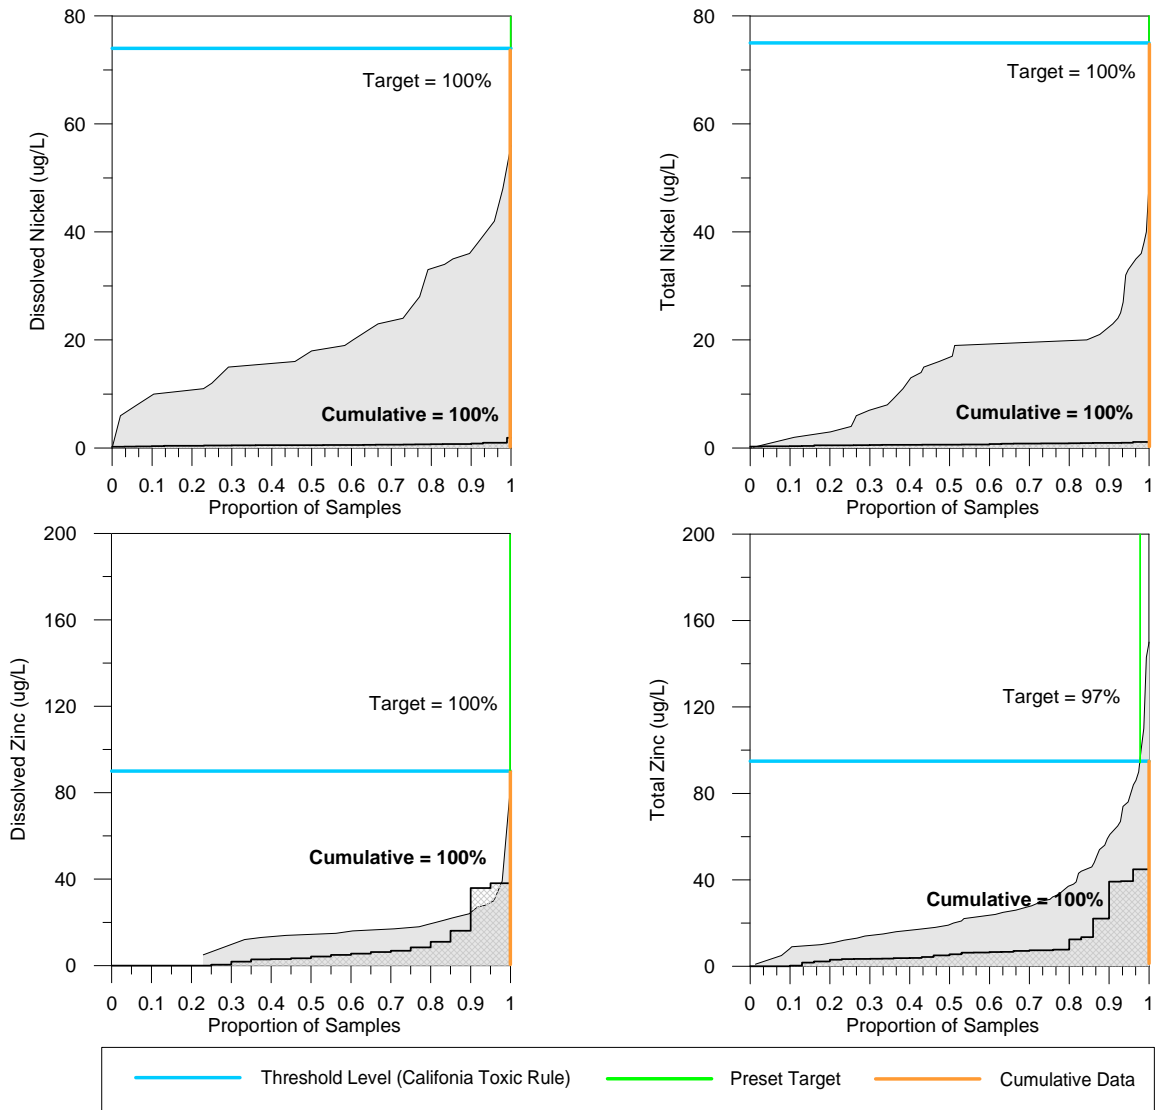 80
60
40
20
0
Dissolved Nickel (ug/L)
Target = 100%
Cumulative = 100%
0 0.1 0.2 0.3 0.4 0.5 0.6 0.7 0.8 0.9 1
Proportion of Samples
80
60
40
20
0
Total Nickel (ug/L)
Target = 100%
Cumulative = 100%
0 0.1 0.2 0.3 0.4 0.5 0.6 0.7 0.8 0.9 1
Proportion of Samples
200
160
120
80
40
0
Dissolved Zinc (ug/L)
Target = 100%
Cumulative = 100%
0 0.1 0.2 0.3 0.4 0.5 0.6 0.7 0.8 0.9 1
Proportion of Samples
200
160
120
80
40
0
Total Zinc (ug/L)
Target = 97%
Cumulative = 100%
0 0.1 0.2 0.3 0.4 0.5 0.6 0.7 0.8 0.9 1
Proportion of Samples
Threshold Level (Califonia Toxic Rule) Preset Target Cumulative Data